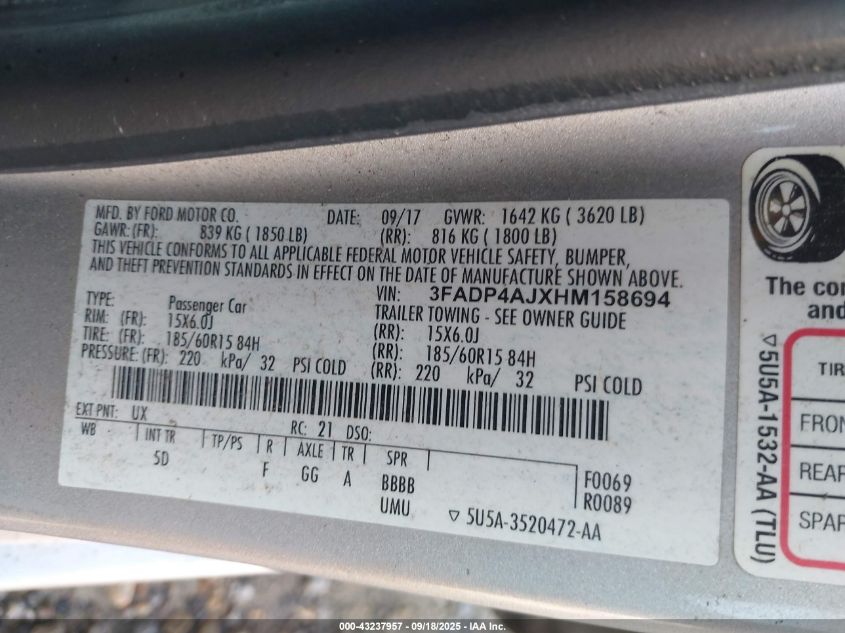 MFD. BY FORD MOTOR CO. DATE: 09/17 GVWR: 1642 KG ( 3620 LB)
GAWR: (FR): 839 KG ( 1850 LB) (RR): 816 KG ( 1800 LB)
THIS VEHICLE CONFORMS TO ALL APPLICABLE FEDERAL MOTOR VEHICLE SAFETY, BUMPER,
AND THEFT PREVENTION STANDARDS IN EFFECT ON THE DATE OF MANUFACTURE SHOWN ABOVE.
VIN: 3FADP4AJXHM158694
TYPE: Passenger Car TRAILER TOWING - SEE OWNER GUIDE
RIM: (FR): 15X6.0J (RR): 15X6.0J
TIRE: (FR): 185/60R15 84H (RR): 185/60R15 84H
PRESSURE: (FR): 220 kPa/ 32 PSI COLD (RR): 220 kPa/ 32 PSI COLD
EXT PNT: UX RC: 21 DSO:
WB INT TR TP/PS R AXLE TR SPR
5D F GG A BBBB F0069
UMU R0089
▽ 5U5A-3520472-AA
The con
and
▽5U5A-1532-AA (TLU)
TIR
FRON
REAR
SPAR
000-43237957 - 09/18/2025 - IAA Inc.